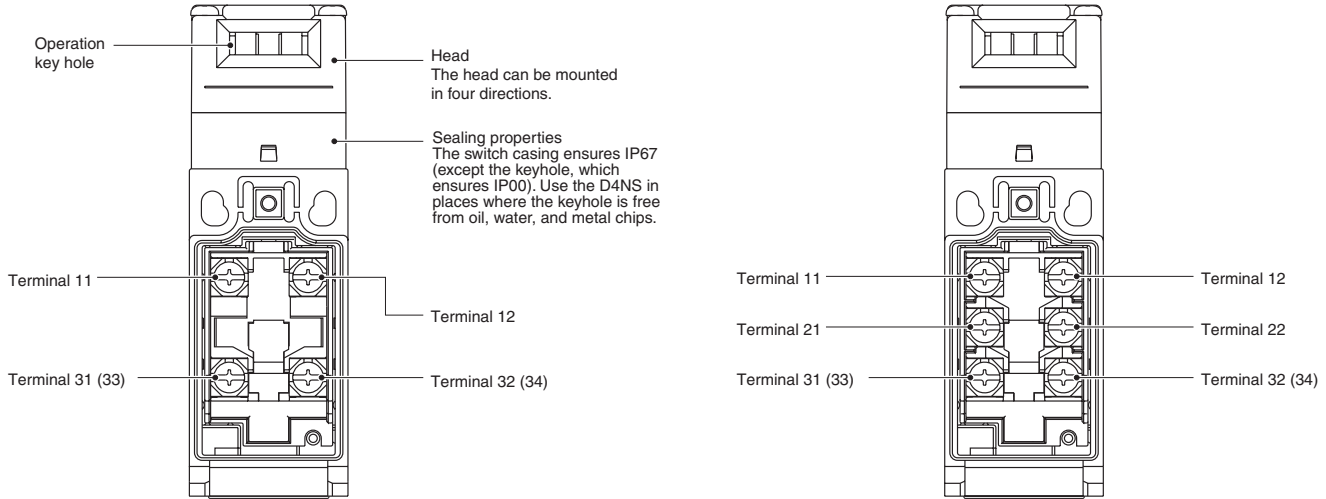 Operation
key hole
Head
The head can be mounted
in four directions.
Sealing properties
The switch casing ensures IP67
(except the keyhole, which
ensures IP00). Use the D4NS in
places where the keyhole is free
from oil, water, and metal chips.
Terminal 11
Terminal 12
Terminal 31 (33)
Terminal 32 (34)
Terminal 11
Terminal 12
Terminal 21
Terminal 22
Terminal 31 (33)
Terminal 32 (34)